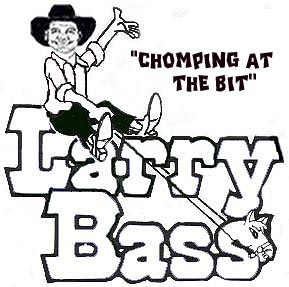 "CHOMPING AT
THE BIT"
Larry
Bass